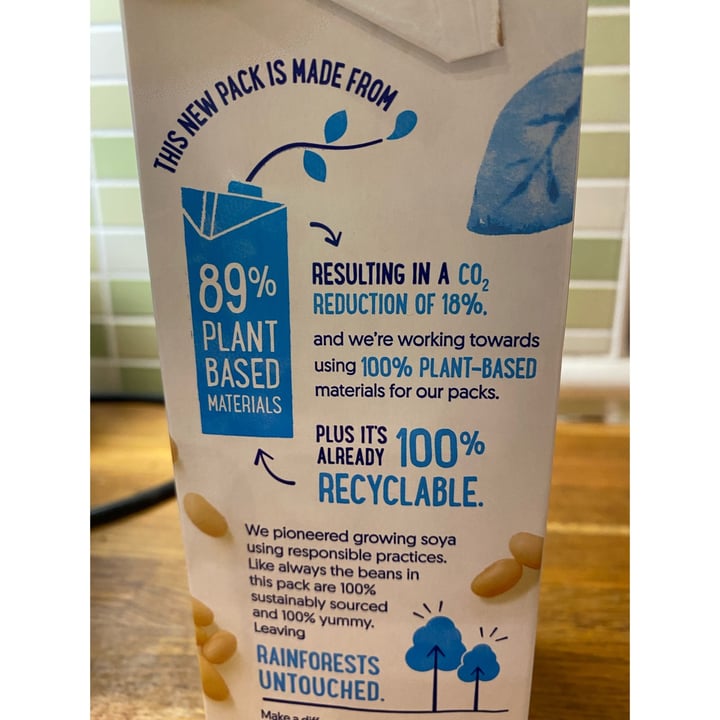 THIS NEW PACK IS MADE FROM
89%
PLANT
BASED
MATERIALS
RESULTING IN A CO₂
REDUCTION OF 18%.
and we're working towards
using 100% PLANT-BASED
materials for our packs.
PLUS IT'S
ALREADY 100%
RECYCLABLE.
We pioneered growing soya
using responsible practices.
Like always the beans in
this pack are 100%
sustainably sourced
and 100% yummy.
Leaving
RAINFORESTS
UNTOUCHED.
Make a